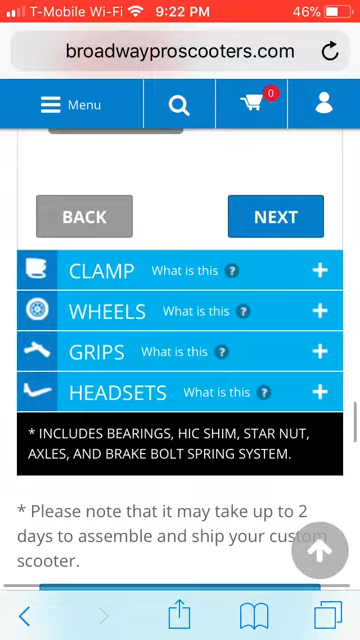 T-Mobile Wi-Fi 9:22 PM 46%
broadwayproscooters.com
Menu 0
BACK NEXT
CLAMP What is this ? +
WHEELS What is this ? +
GRIPS What is this ? +
HEADSETS What is this ? +
* INCLUDES BEARINGS, HIC SHIM, STAR NUT,
AXLES, AND BRAKE BOLT SPRING SYSTEM.
* Please note that it may take up to 2
days to assemble and ship your custom
scooter.